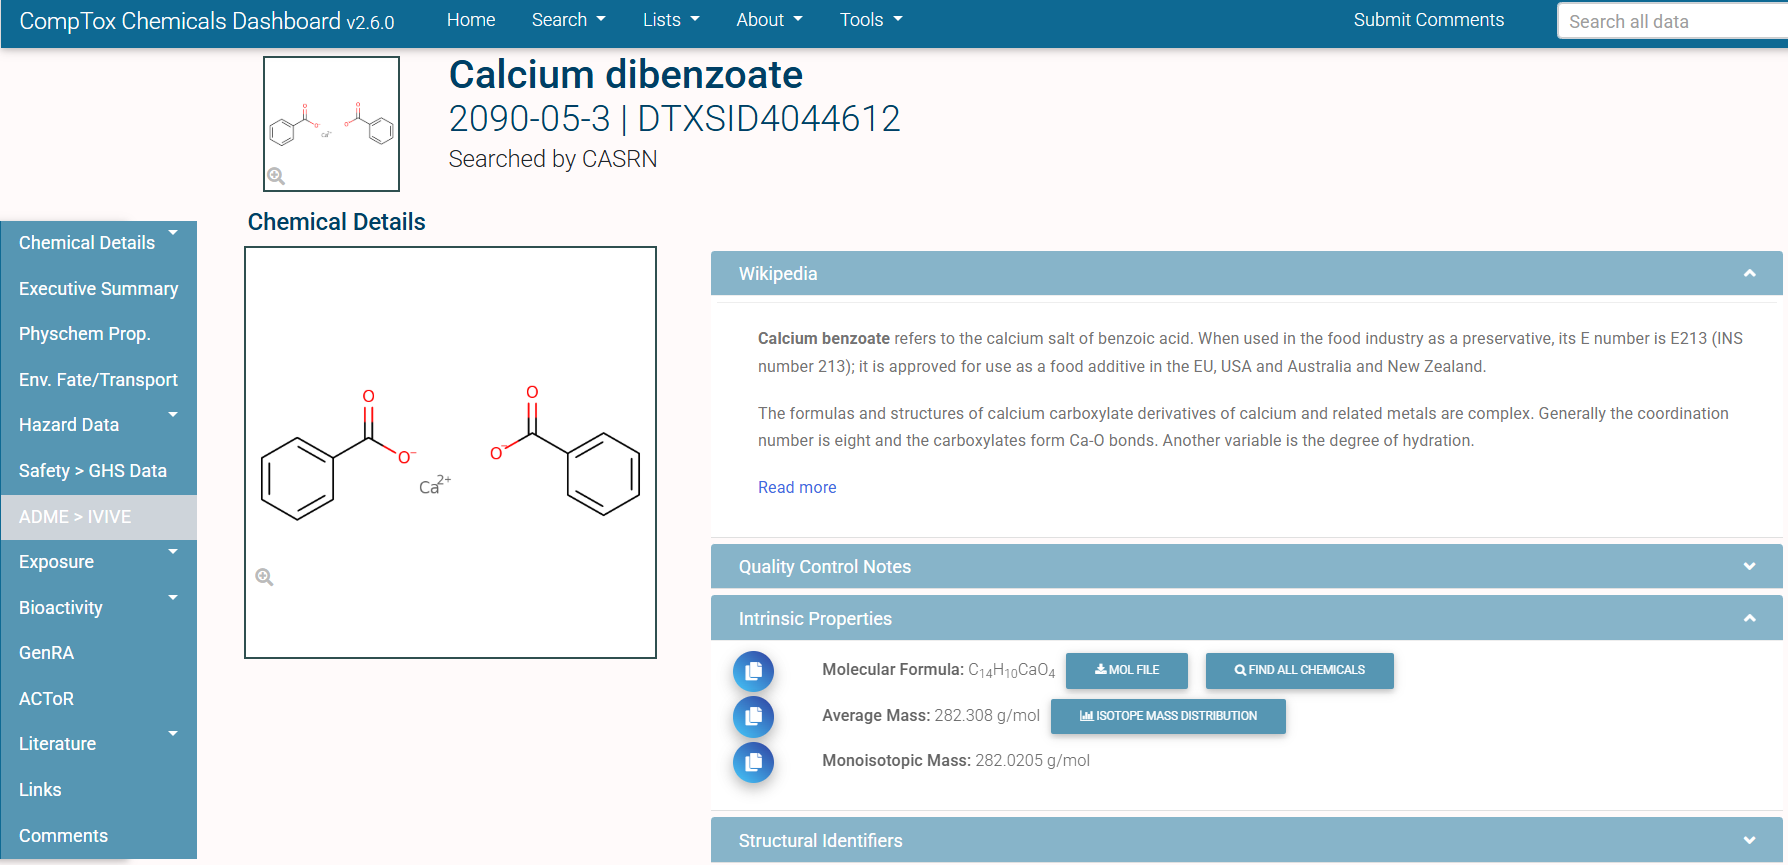 CompTox Chemicals Dashboard v2.6.0
Home
Search
Lists
About
Tools
Submit Comments
Search all data
Calcium dibenzoate
2090-05-3 | DTXSID4044612
Searched by CASRN
O
O⁻
Ca²⁺
O
O⁻
Chemical Details
Executive Summary
Physchem Prop.
Env. Fate/Transport
Hazard Data
Safety > GHS Data
ADME > IVIVE
Exposure
Bioactivity
GenRA
ACToR
Literature
Links
Comments
Chemical Details
O
O⁻
Ca²⁺
O
O⁻
Wikipedia
Calcium benzoate refers to the calcium salt of benzoic acid. When used in the food industry as a preservative, its E number is E213 (INS
number 213); it is approved for use as a food additive in the EU, USA and Australia and New Zealand.
The formulas and structures of calcium carboxylate derivatives of calcium and related metals are complex. Generally the coordination
number is eight and the carboxylates form Ca-O bonds. Another variable is the degree of hydration.
Read more
Quality Control Notes
Intrinsic Properties
Molecular Formula: C₁₄H₁₀CaO₄ MOL FILE FIND ALL CHEMICALS
Average Mass: 282.308 g/mol ISOTOPE MASS DISTRIBUTION
Monoisotopic Mass: 282.0205 g/mol
Structural Identifiers